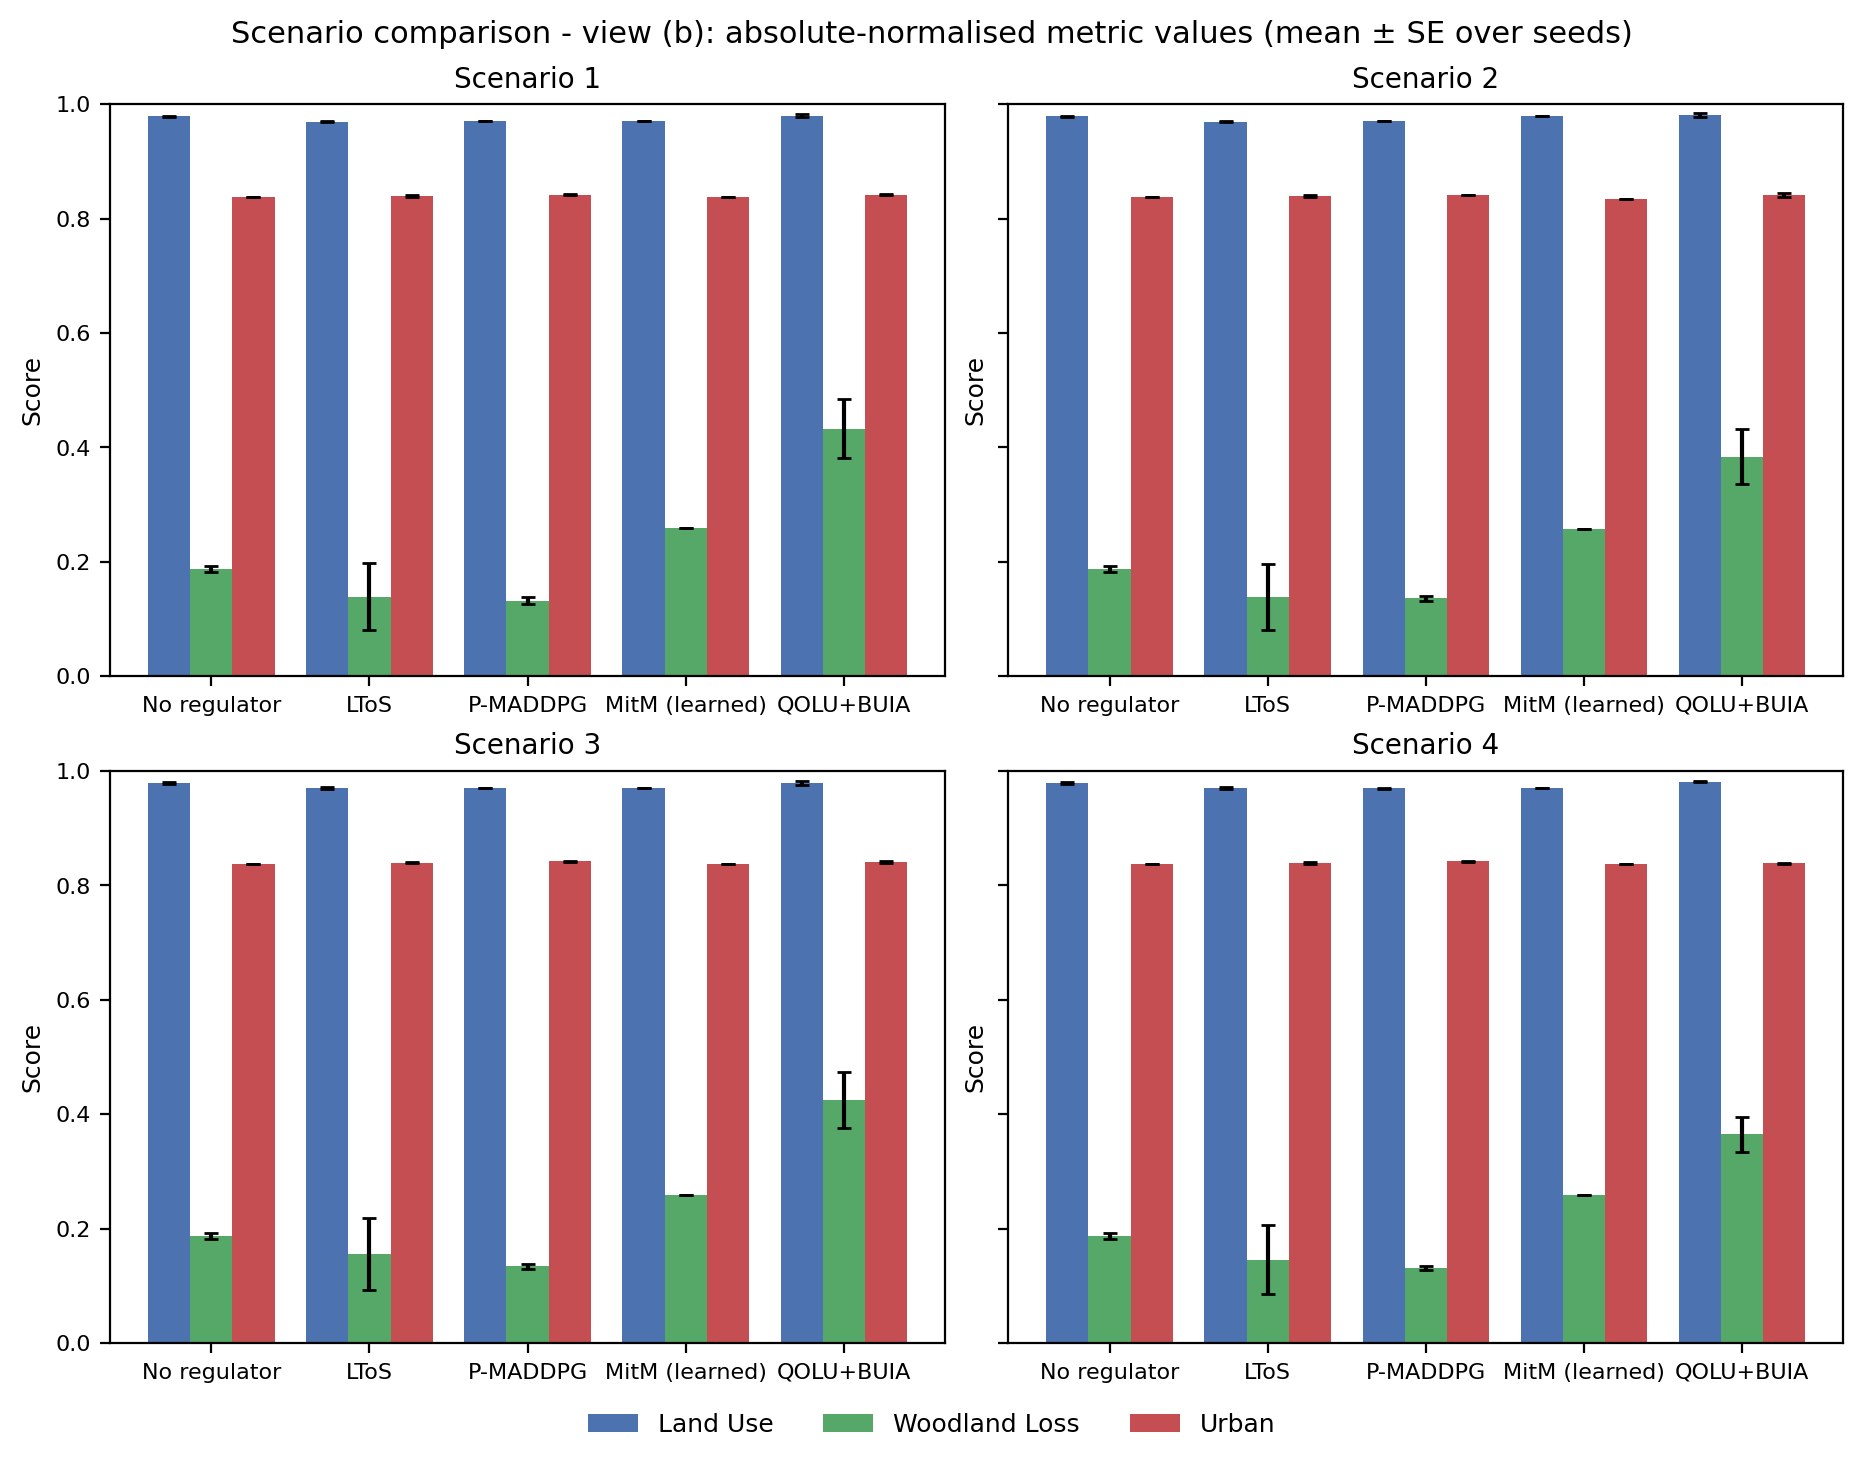 Scenario comparison - view (b): absolute-normalised metric values (mean ± SE over seeds)
Scenario 1
Scenario 2
Score
1.0
0.8
0.6
0.4
0.2
0.0
Score
No regulator LToS P-MADDPG MitM (learned) QOLU+BUIA
No regulator LToS P-MADDPG MitM (learned) QOLU+BUIA
Scenario 3
Scenario 4
Score
1.0
0.8
0.6
0.4
0.2
0.0
Score
No regulator LToS P-MADDPG MitM (learned) QOLU+BUIA
No regulator LToS P-MADDPG MitM (learned) QOLU+BUIA
Land Use Woodland Loss Urban